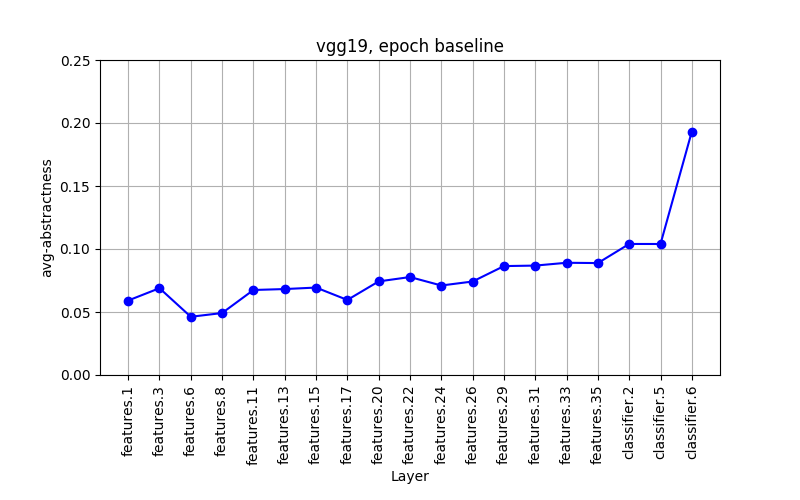 vgg19, epoch baseline
avg-abstractness
0.25
0.20
0.15
0.10
0.05
0.00
features.1
features.3
features.6
features.8
features.11
features.13
features.15
features.17
features.20
features.22
features.24
features.26
features.29
features.31
features.33
features.35
classifier.2
classifier.5
classifier.6
Layer